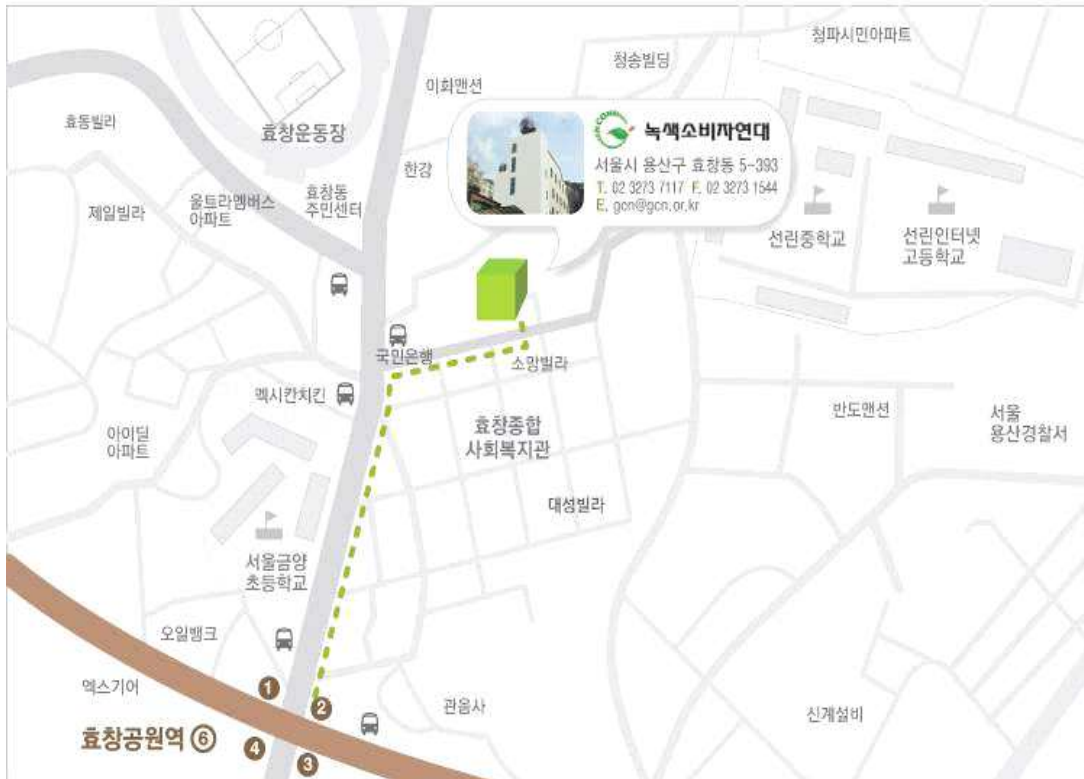 청파시민아파트
청송빌딩
이화맨션
효동빌라
효창운동장
녹색소비자연대
서울시 용산구 효창동 5-393
T. 02 3273 7117 F. 02 3273 1544
E. gcn@gcn.or.kr
한강
제일빌라
울트라멤버스
아파트
효창동
주민센터
선린중학교
선린인터넷
고등학교
국민은행
소망빌라
멕시칸치킨
아이딜
아파트
효창종합
사회복지관
반도맨션
서울
용산경찰서
대성빌라
서울금양
초등학교
오일뱅크
엑스기어
1
2
관음사
신계설비
효창공원역 6
4
3